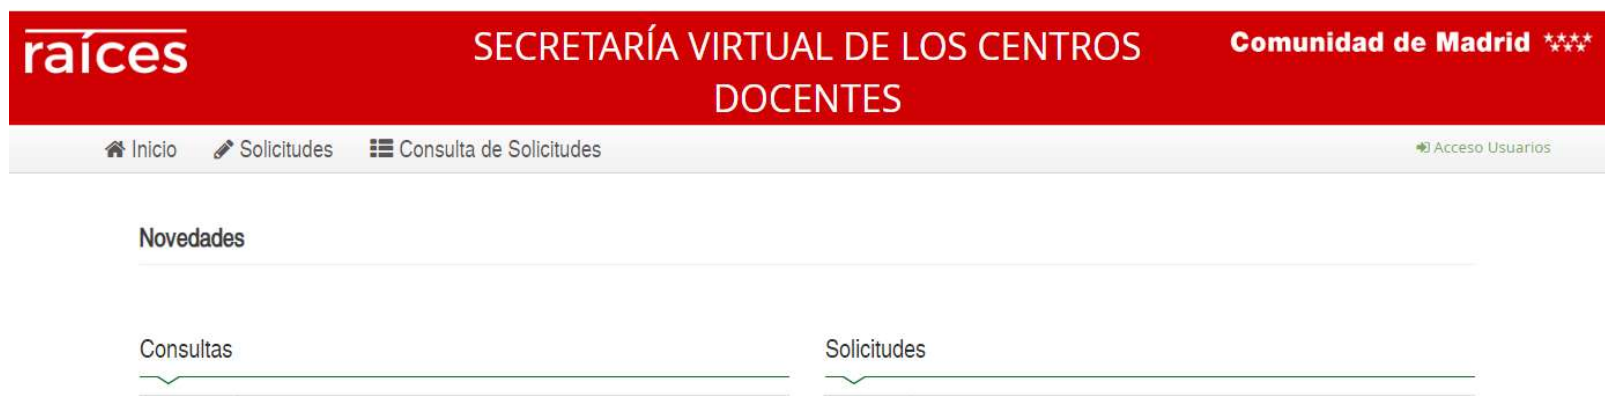 raíces
SECRETARÍA VIRTUAL DE LOS CENTROS
DOCENTES
Comunidad de Madrid
Inicio Solicitudes Consulta de Solicitudes Acceso Usuarios
Novedades
Consultas
Solicitudes